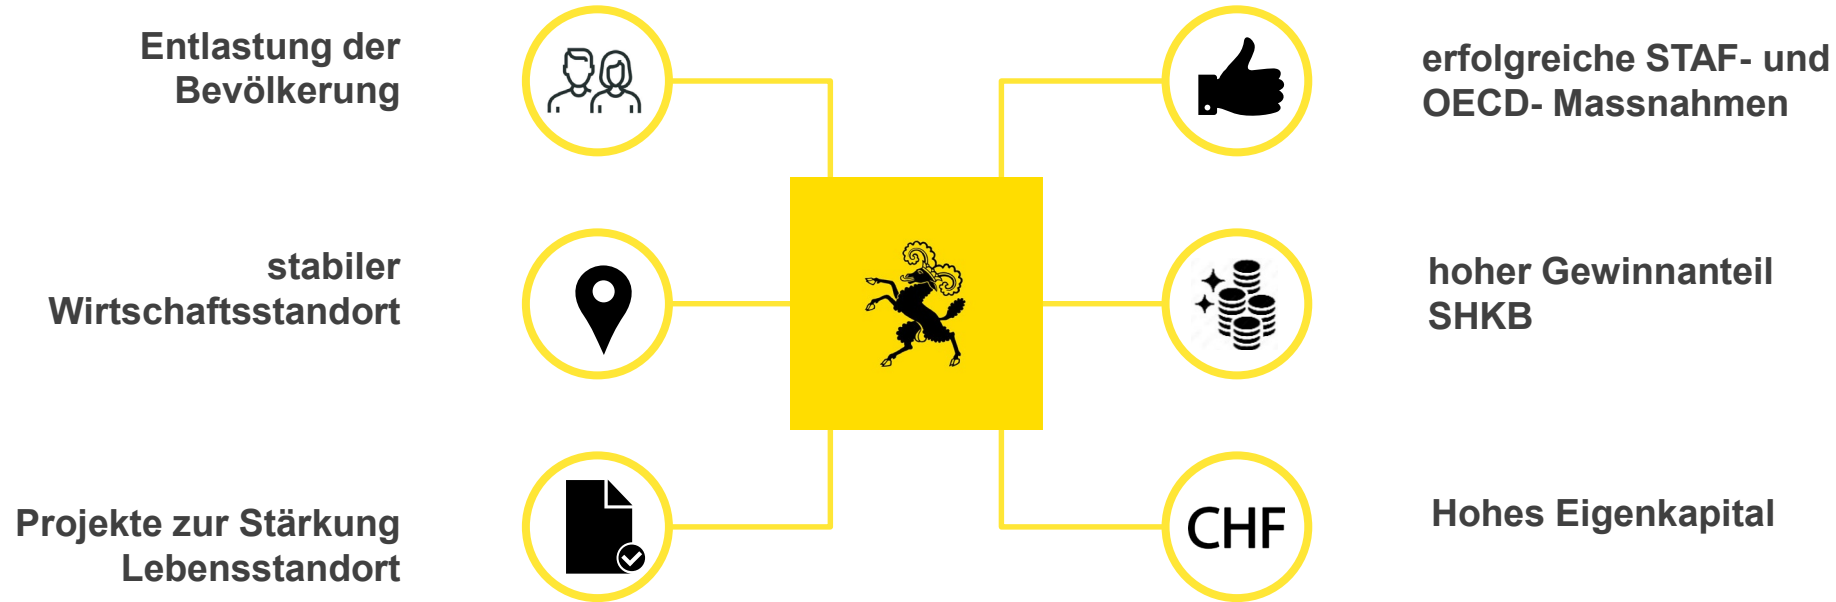 Entlastung der
Bevölkerung
stabiler
Wirtschaftsstandort
Projekte zur Stärkung
Lebensstandort
erfolgreiche STAF- und
OECD- Massnahmen
hoher Gewinnanteil
SHKB
CHF
Hohes Eigenkapital